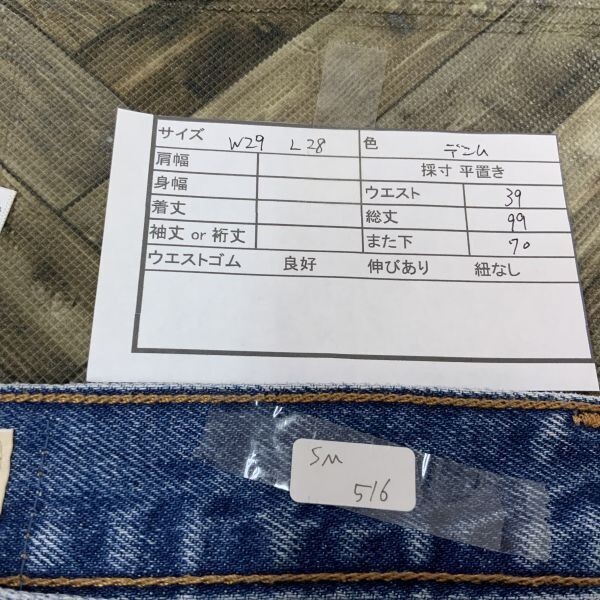 サイズ W29 L28 色 デニム
肩幅 採寸 平置き
身幅 ウエスト 39
着丈 総丈 99
袖丈 or 裄丈 また下 70
ウエストゴム 良好 伸びあり 紐なし
SM
516